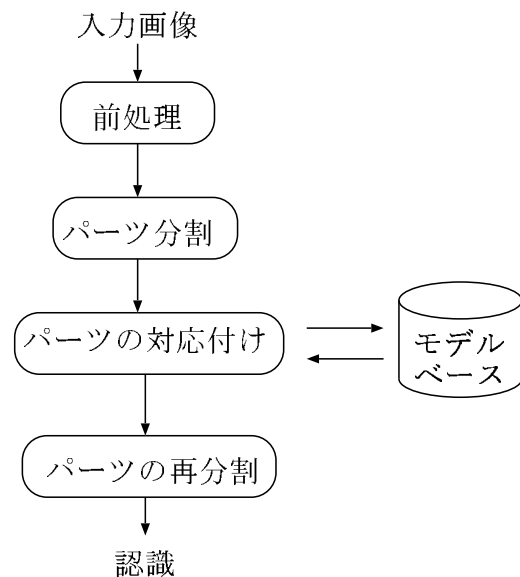 入力画像
前処理
パーツ分割
パーツの対応付け
モデル
ベース
パーツの再分割
認識